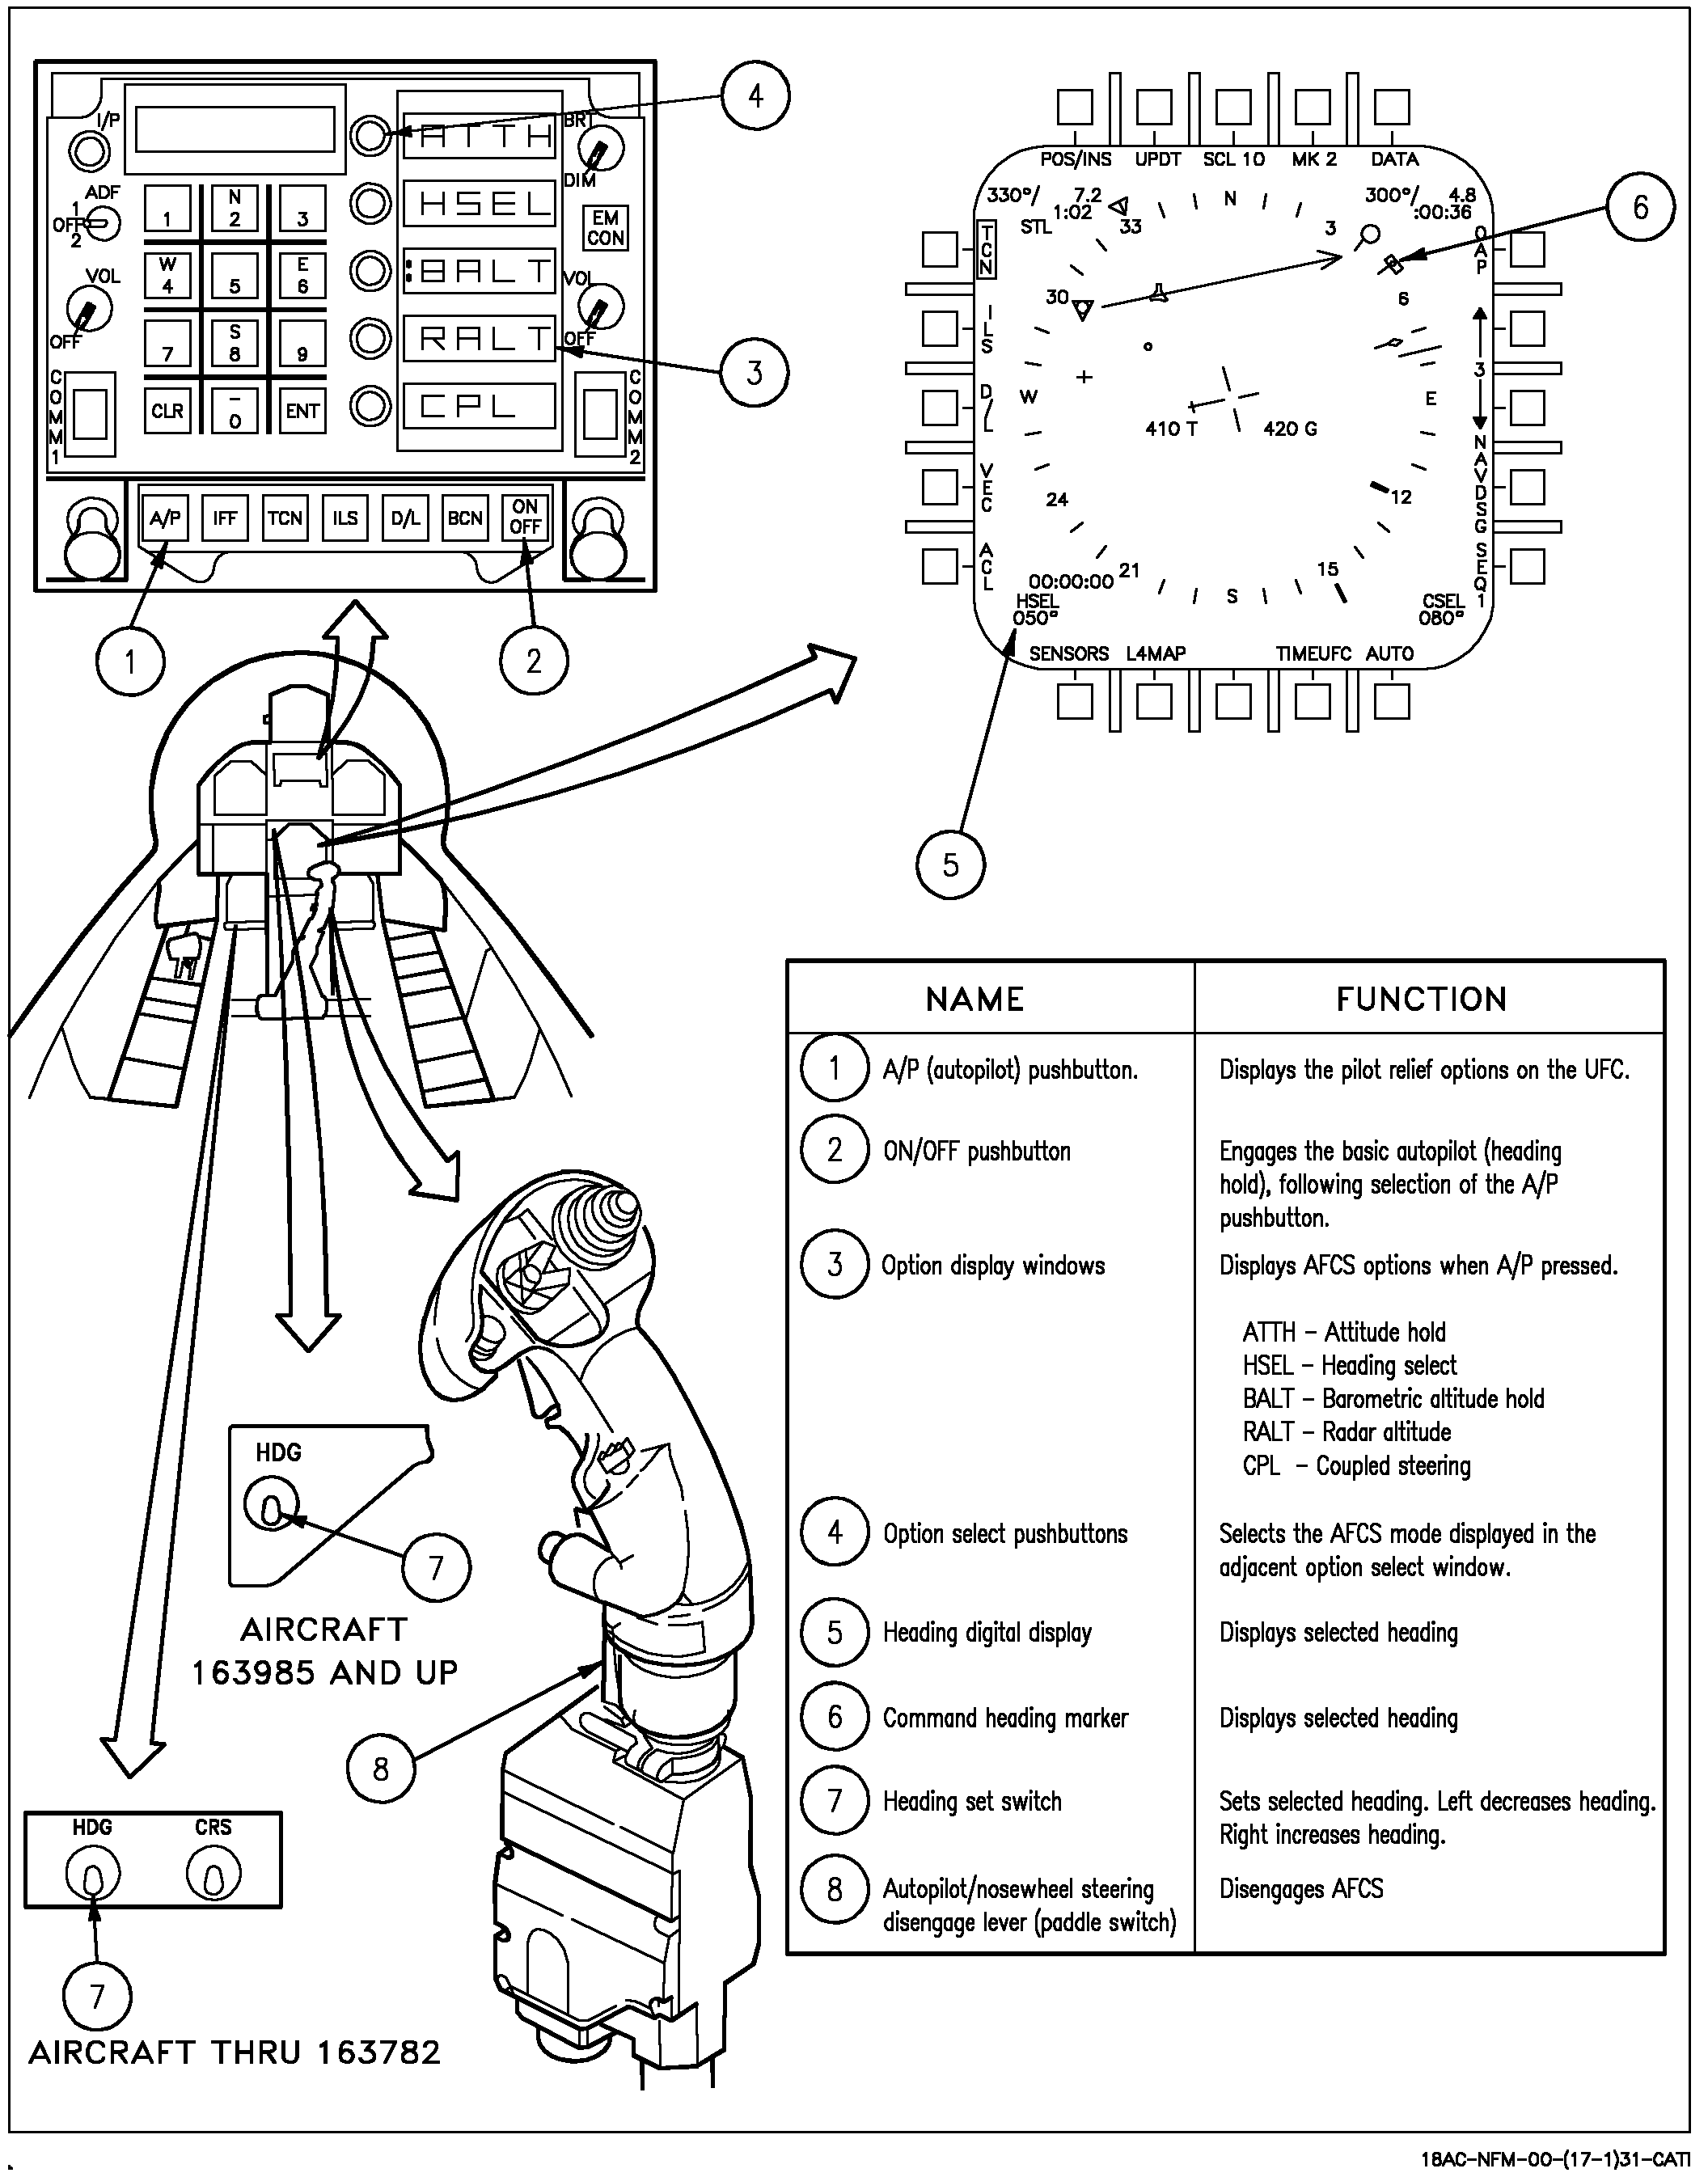 I/P
ADF
1
OFF
2
VOL
OFF
COMM1
1
N
2
3
W
4
5
E
6
7
S
8
9
CLR
–
0
ENT
ATTH
HSEL
:BALT
RALT
CPL
BRT
DIM
EM
CON
VOL
OFF
COMM2
A/P
IFF
TCN
ILS
D/L
BCN
ON
OFF
4
3
1
2
POS/INS UPDT SCL 10 MK 2 DATA
330°/ 7.2
1:02
STL
300°/ 4.8
:00:36
TCN
ILS
D/L
VEC
ACL
OAP
3
NAVDSG
SEQ 1
N
3
6
E
12
15
S
21
24
W
30
33
410 T
420 G
00:00:00
HSEL
050°
CSEL
080°
SENSORS L4MAP TIMEUFC AUTO
6
5
HDG
7
AIRCRAFT
163985 AND UP
8
HDG CRS
7
AIRCRAFT THRU 163782
NAME FUNCTION
1 A/P (autopilot) pushbutton. Displays the pilot relief options on the UFC.
2 ON/OFF pushbutton Engages the basic autopilot (heading
hold), following selection of the A/P
pushbutton.
3 Option display windows Displays AFCS options when A/P pressed.
ATTH – Attitude hold
HSEL – Heading select
BALT – Barometric altitude hold
RALT – Radar altitude
CPL – Coupled steering
4 Option select pushbuttons Selects the AFCS mode displayed in the
adjacent option select window.
5 Heading digital display Displays selected heading
6 Command heading marker Displays selected heading
7 Heading set switch Sets selected heading. Left decreases heading.
Right increases heading.
8 Autopilot/nosewheel steering Disengages AFCS
disengage lever (paddle switch)
18AC-NFM-00-(17-1)31-CATI